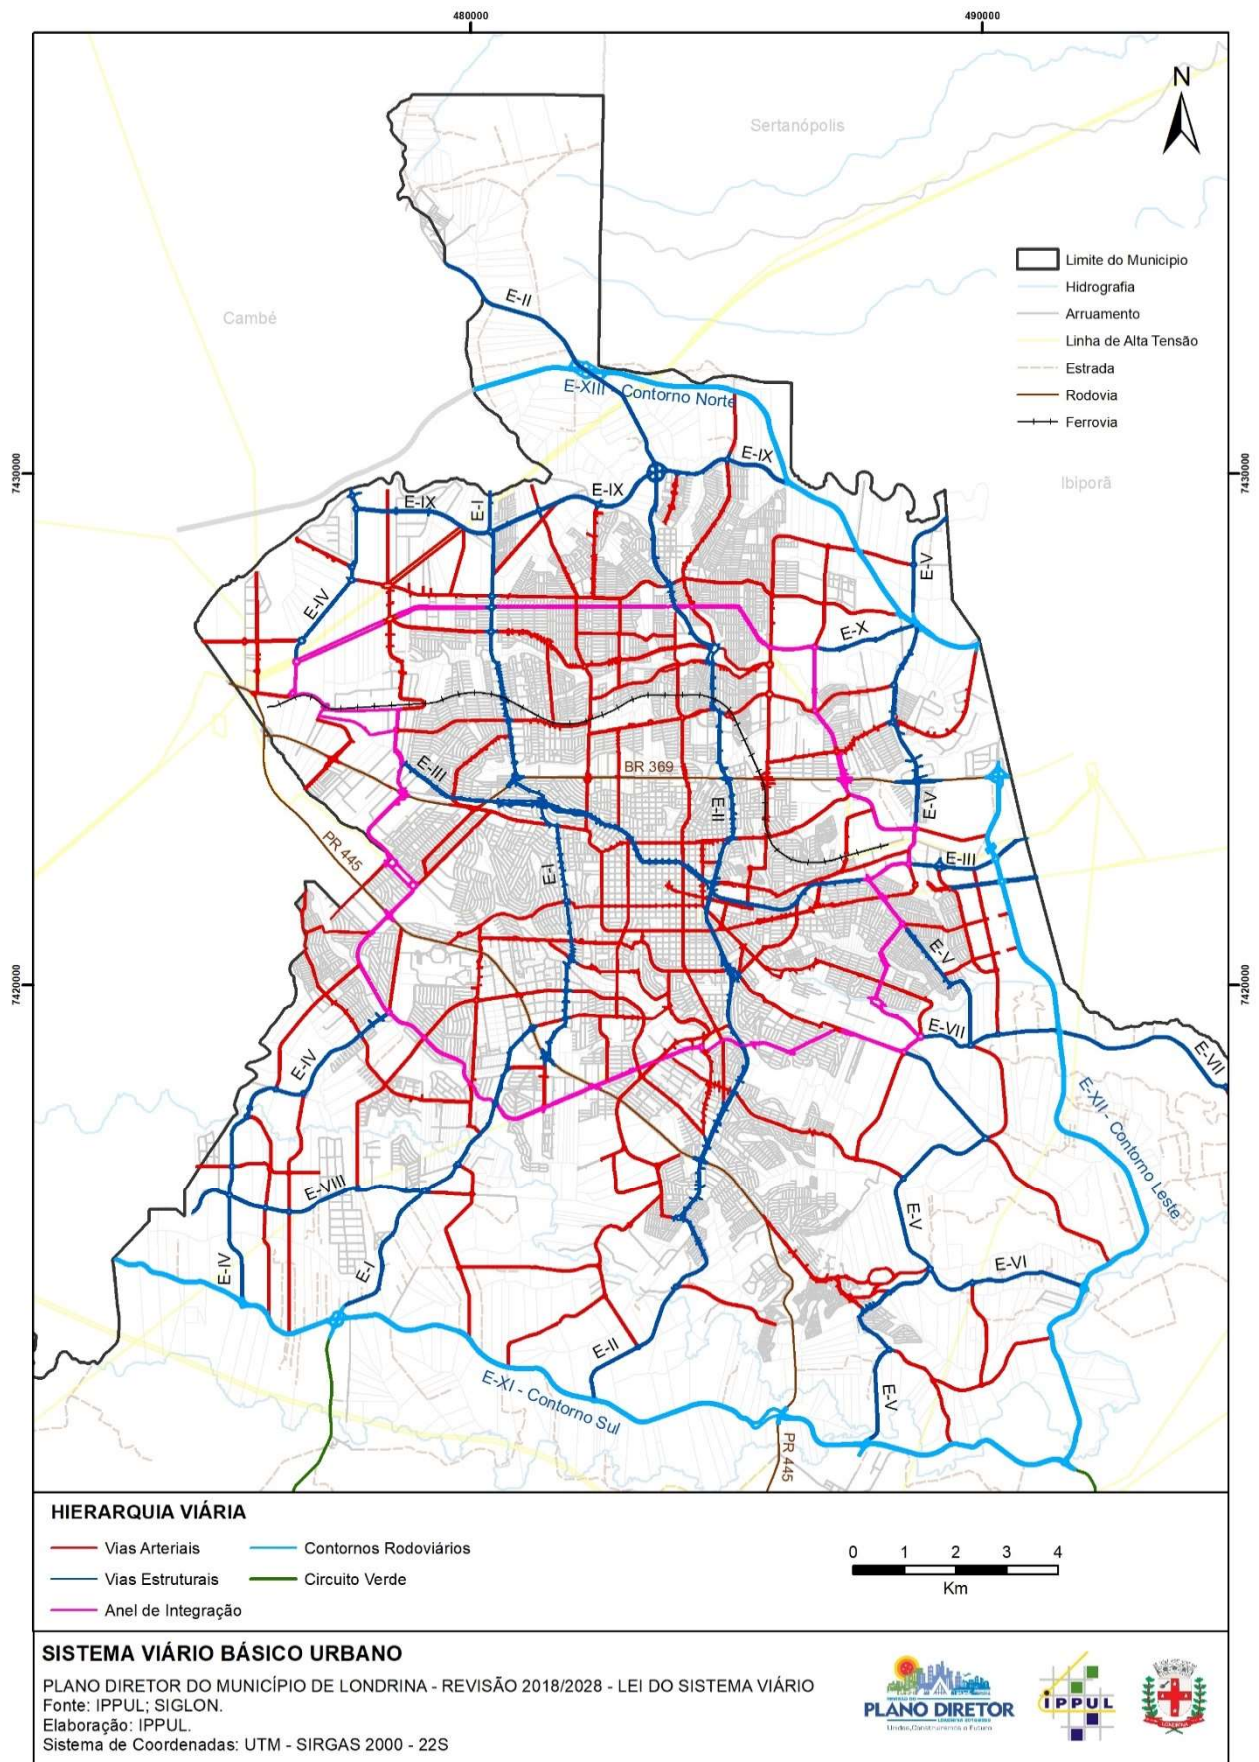 480000
490000
N
Sertanópolis
Limite do Municipio
Hidrografia
Arruamento
Linha de Alta Tensão
Estrada
Rodovia
Ferrovia
Cambé
E-II
E-XIII - Contorno Norte
7430000
7430000
Ibiporã
E-IX
E-IX
E-IX
E-I
E-V
E-IV
E-X
BR 369
E-III
E-II
E-V
PR 445
E-I
E-III
E-V
7420000
7420000
E-VII
E-VII
E-IV
E-XII - Contorno Leste
E-VIII
E-V
E-IV
E-I
E-VI
E-II
E-XI - Contorno Sul
E-V
PR 445
HIERARQUIA VIÁRIA
Vias Arteriais
Contornos Rodoviários
Vias Estruturais
Circuito Verde
Anel de Integração
0 1 2 3 4
Km
SISTEMA VIÁRIO BÁSICO URBANO
PLANO DIRETOR DO MUNICÍPIO DE LONDRINA - REVISÃO 2018/2028 - LEI DO SISTEMA VIÁRIO
Fonte: IPPUL; SIGLON.
Elaboração: IPPUL.
Sistema de Coordenadas: UTM - SIRGAS 2000 - 22S
PLANO DIRETOR
Unidos, Construiremos o Futuro
IPPUL
LONDRINA